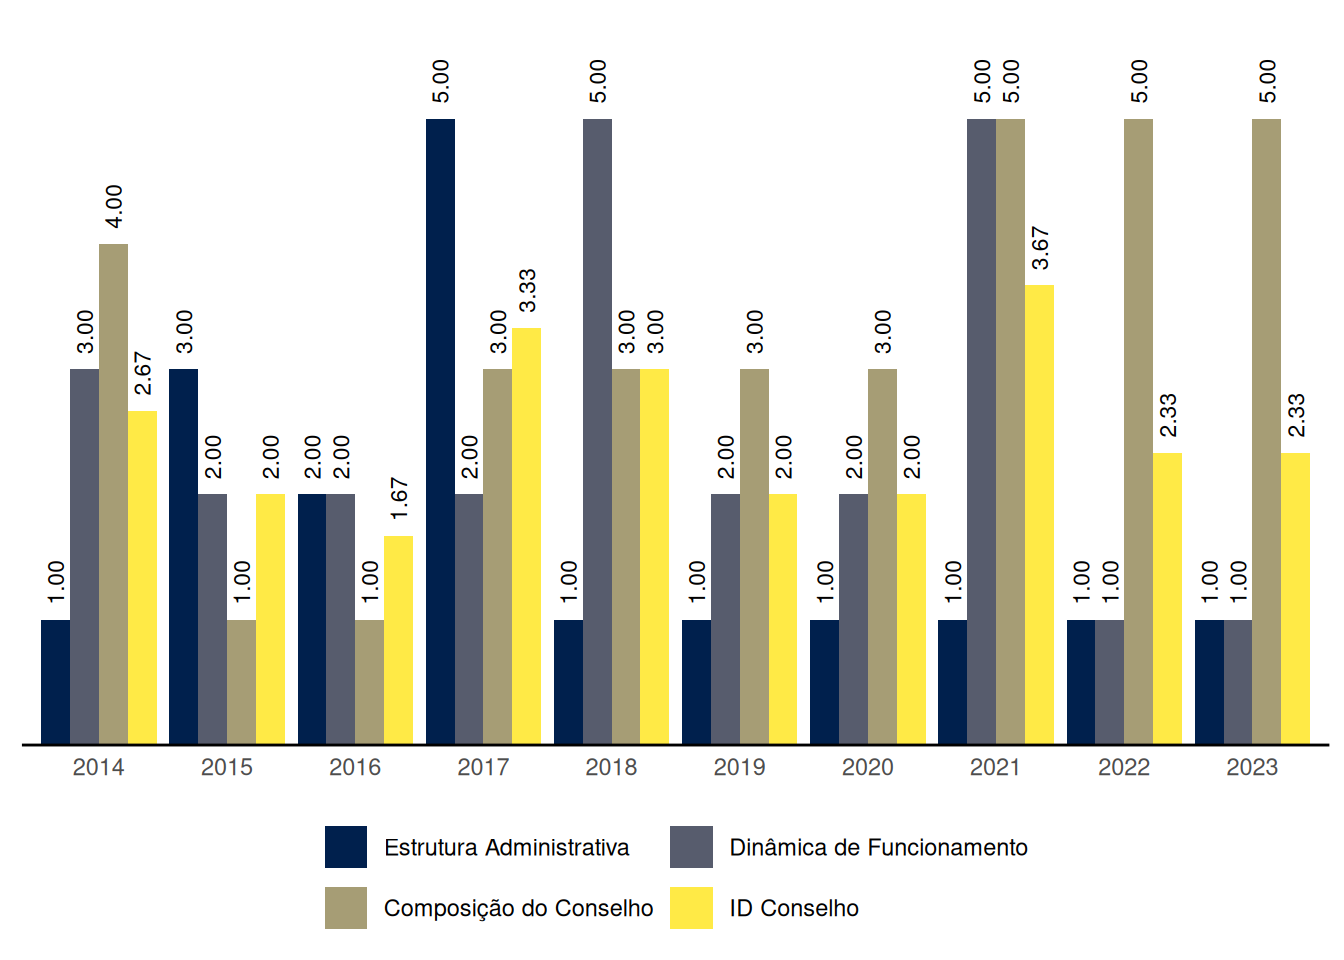 1.00 3.00 4.00 2.67 3.00 2.00 1.00 2.00 2.00 2.00 1.00 1.67 5.00 2.00 3.00 3.33 1.00 5.00 3.00 3.00 1.00 2.00 3.00 2.00 1.00 2.00 3.00 2.00 1.00 5.00 5.00 3.67 1.00 1.00 5.00 2.33 1.00 1.00 5.00 2.33
2014 2015 2016 2017 2018 2019 2020 2021 2022 2023
Estrutura Administrativa Dinâmica de Funcionamento
Composição do Conselho ID Conselho